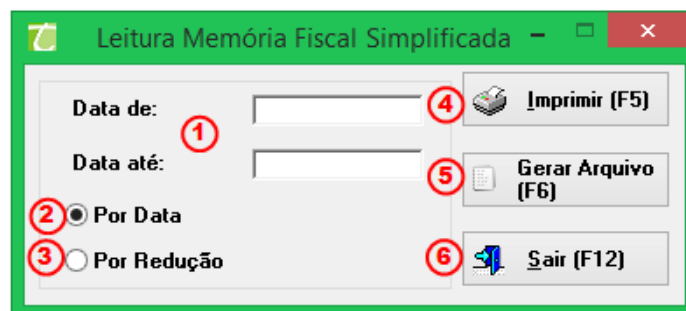 Leitura Memória Fiscal Simplificada
Data de:
1
Data até:
2 Por Data
3 Por Redução
4 Imprimir (F5)
5 Gerar Arquivo
(F6)
6 Sair (F12)